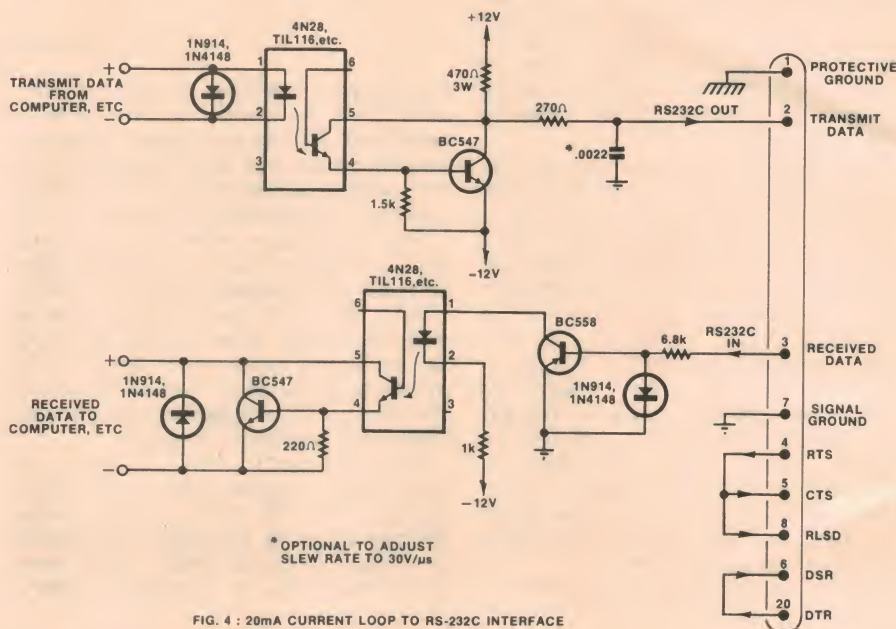 4N28,
TIL116,etc.
1N914,
1N4148
+
TRANSMIT DATA
FROM
COMPUTER, ETC
−
1
2
3
6
5
4
+12V
470Ω
3W
270Ω
RS232C OUT
BC547
1.5k
* .0022
−12V
1
PROTECTIVE
GROUND
2
TRANSMIT
DATA
4N28,
TIL116,etc.
6
5
4
1
2
3
+
RECEIVED
DATA TO
COMPUTER, ETC
−
1N914,
1N4148
BC547
220Ω
1k
−12V
BC558
1N914,
1N4148
6.8k
RS232C
IN
3
RECEIVED
DATA
7
SIGNAL
GROUND
4
RTS
5
CTS
8
RLSD
6
DSR
20
DTR
* OPTIONAL TO ADJUST
SLEW RATE TO 30V/µs
FIG. 4 : 20mA CURRENT LOOP TO RS-232C INTERFACE